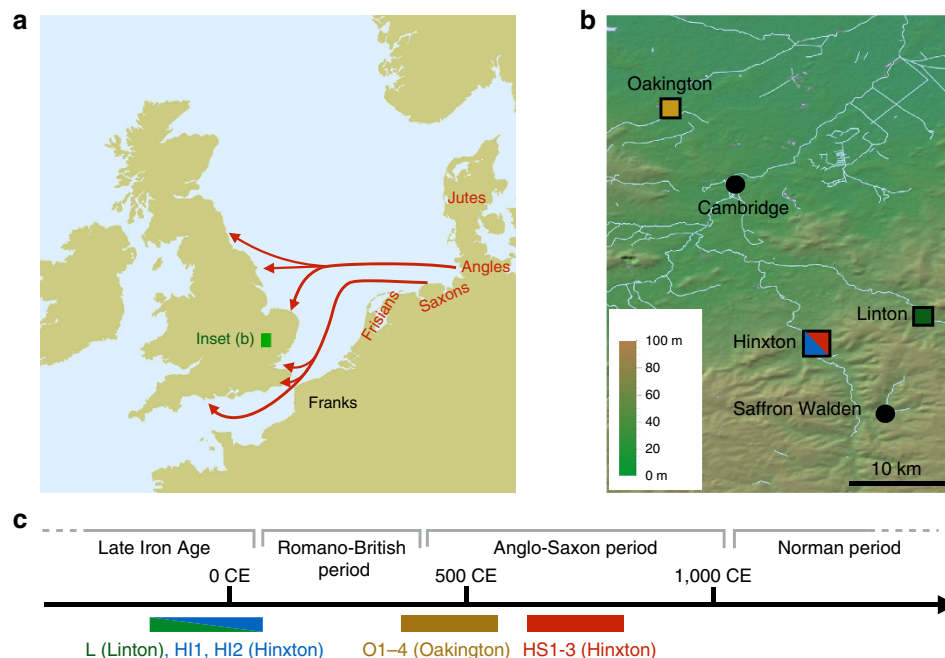 a
Jutes
Angles
Saxons
Frisians
Inset (b)
Franks
b
Oakington
Cambridge
Linton
Hinxton
Saffron Walden
100 m
80
60
40
20
0 m
10 km
c
Late Iron Age
Romano-British
period
Anglo-Saxon period
Norman period
0 CE
500 CE
1,000 CE
L (Linton), HI1, HI2 (Hinxton)
O1–4 (Oakington)
HS1-3 (Hinxton)